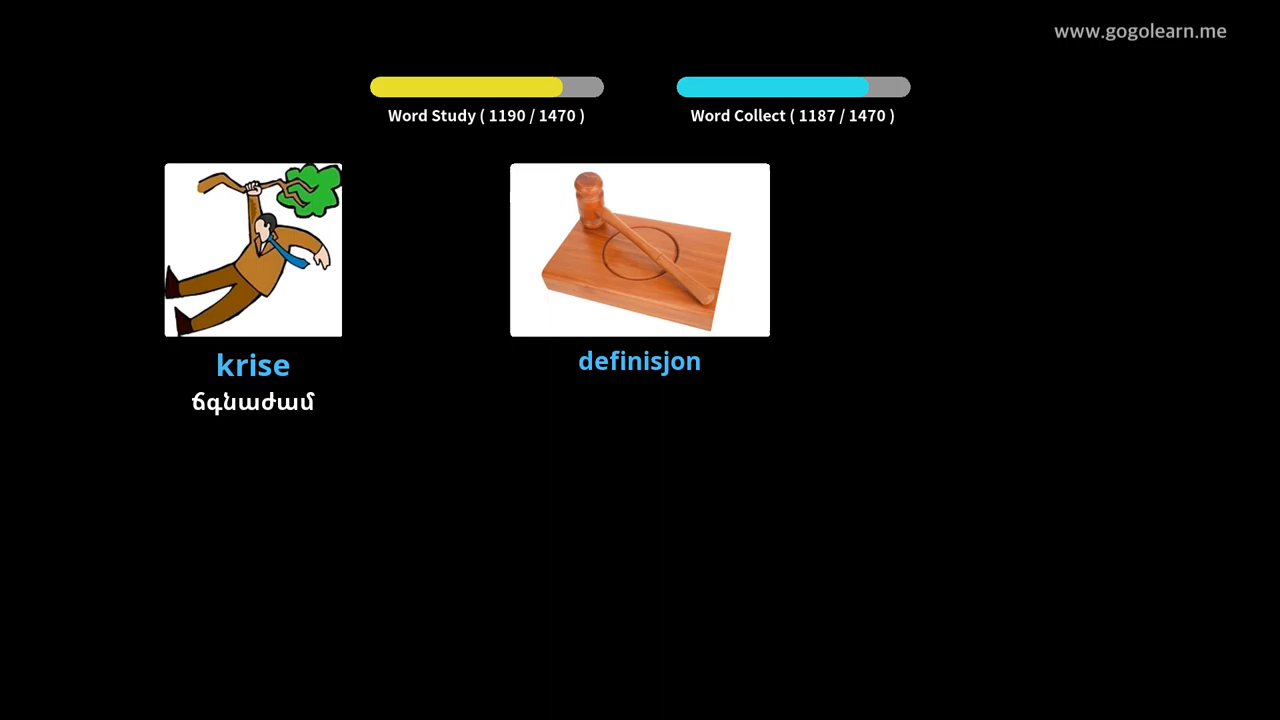 www.gogolearn.me
Word Study ( 1190 / 1470 )
Word Collect ( 1187 / 1470 )
krise
ճգնաժամ
definisjon